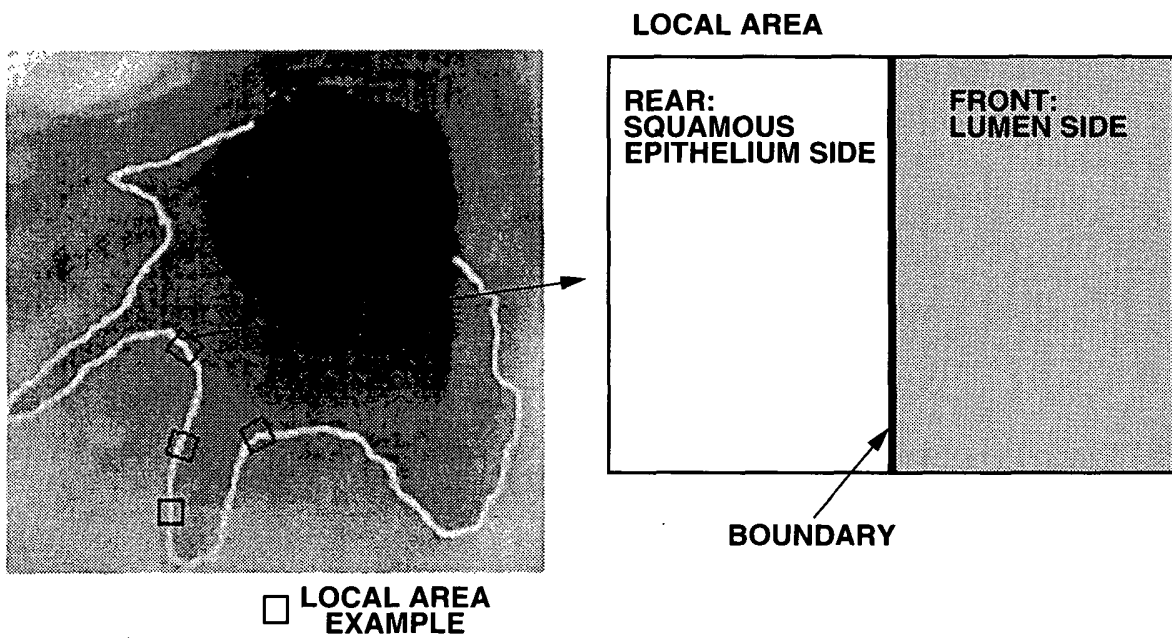 LOCAL AREA
REAR:
SQUAMOUS
EPITHELIUM SIDE
FRONT:
LUMEN SIDE
BOUNDARY
LOCAL AREA
EXAMPLE